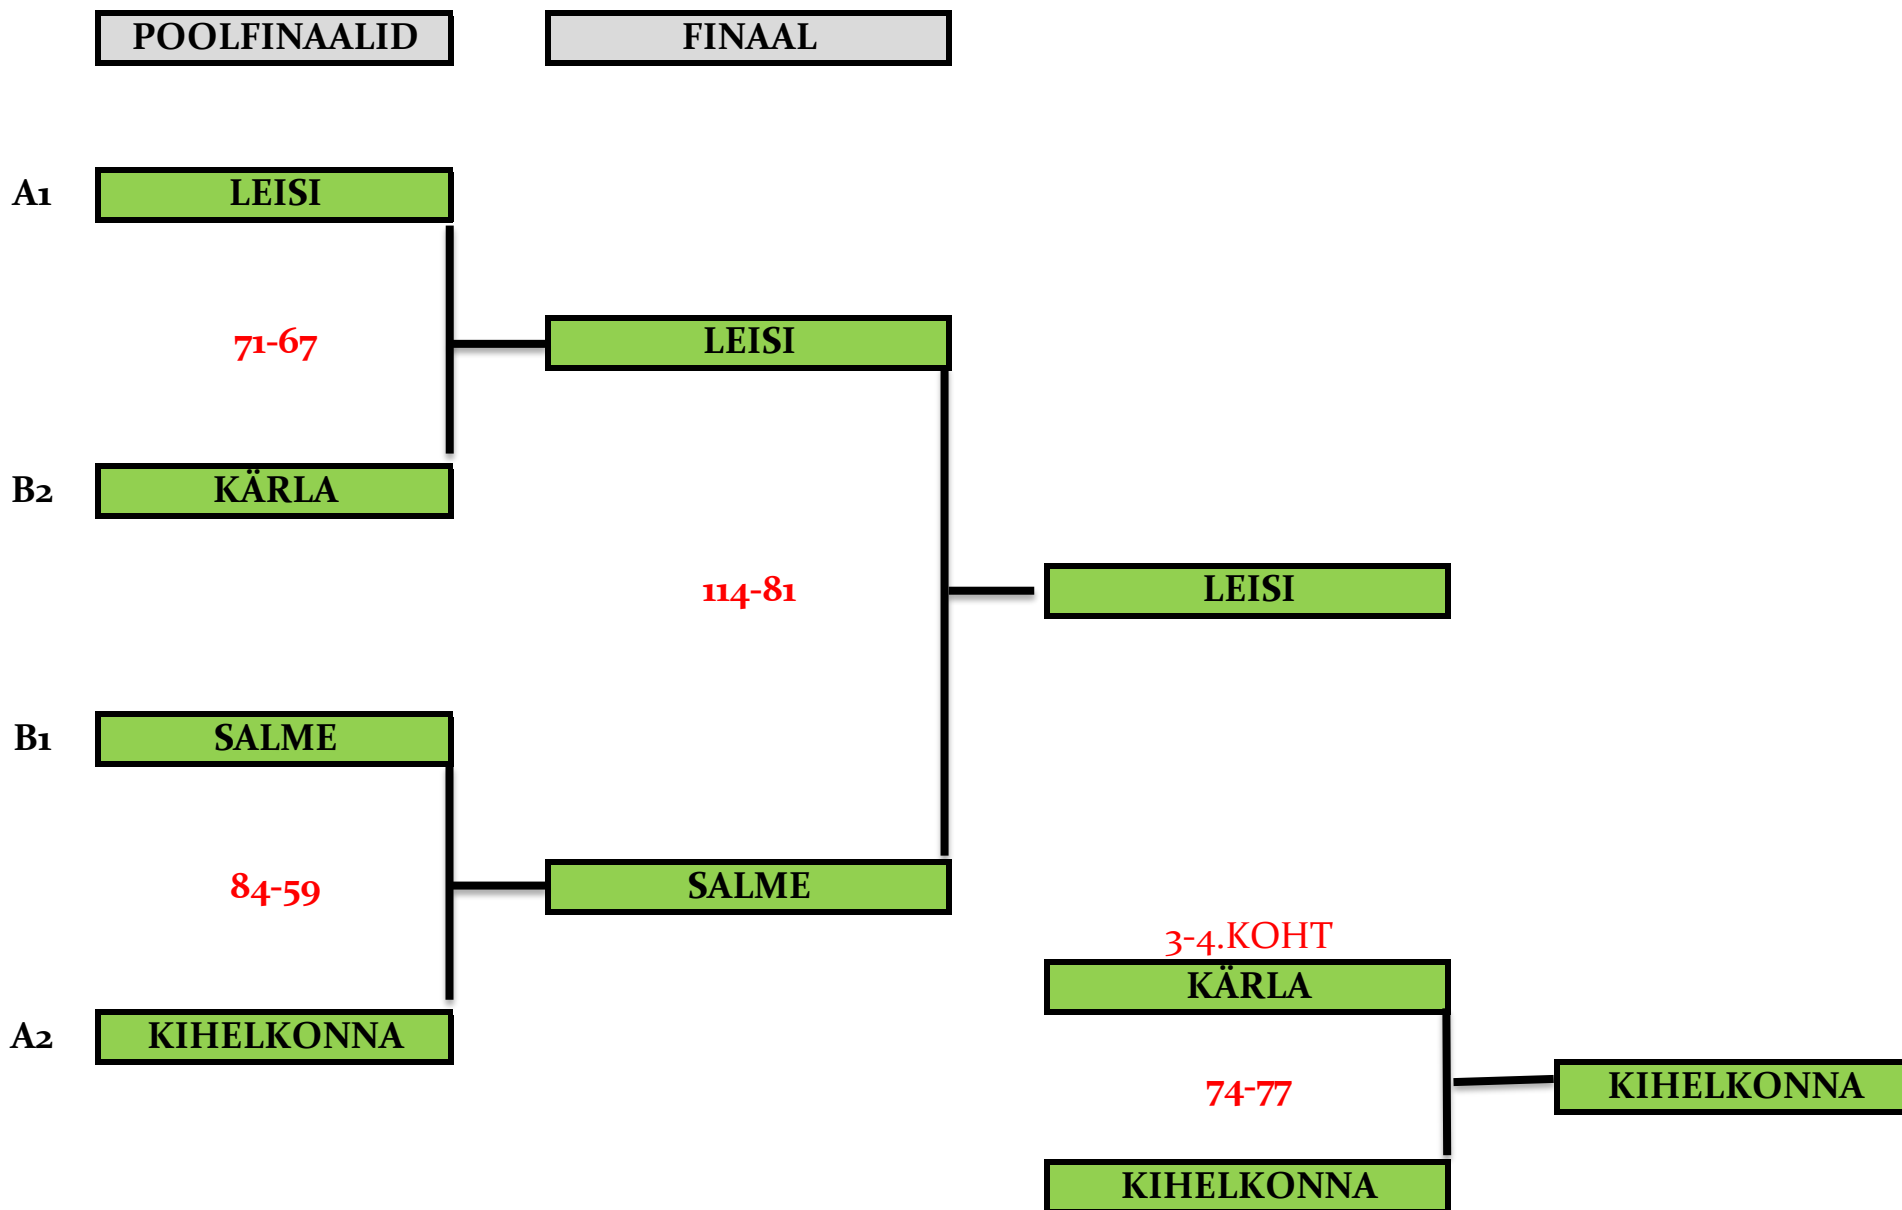 POOLFINAALID
FINAAL
A1
LEISI
71-67
LEISI
B2
KÄRLA
114-81
LEISI
B1
SALME
84-59
SALME
3-4.KOHT
KÄRLA
A2
KIHELKONNA
74-77
KIHELKONNA
KIHELKONNA